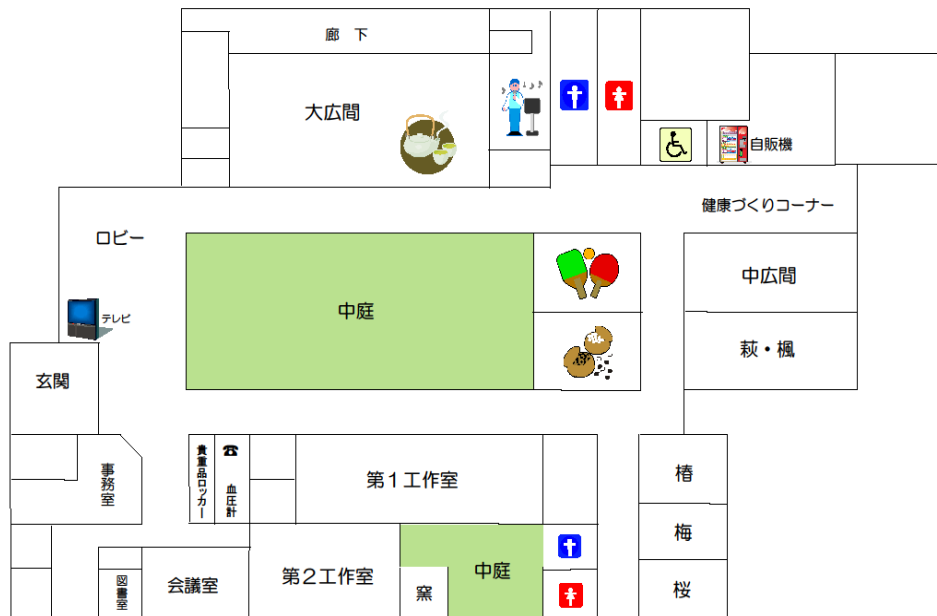 廊 下
大広間
自販機
健康づくりコーナー
ロビー
テレビ
中庭
中広間
萩・楓
玄関
事務室
貴重品ロッカー
血圧計
第1工作室
椿
梅
桜
図書室
会議室
第2工作室
窯
中庭